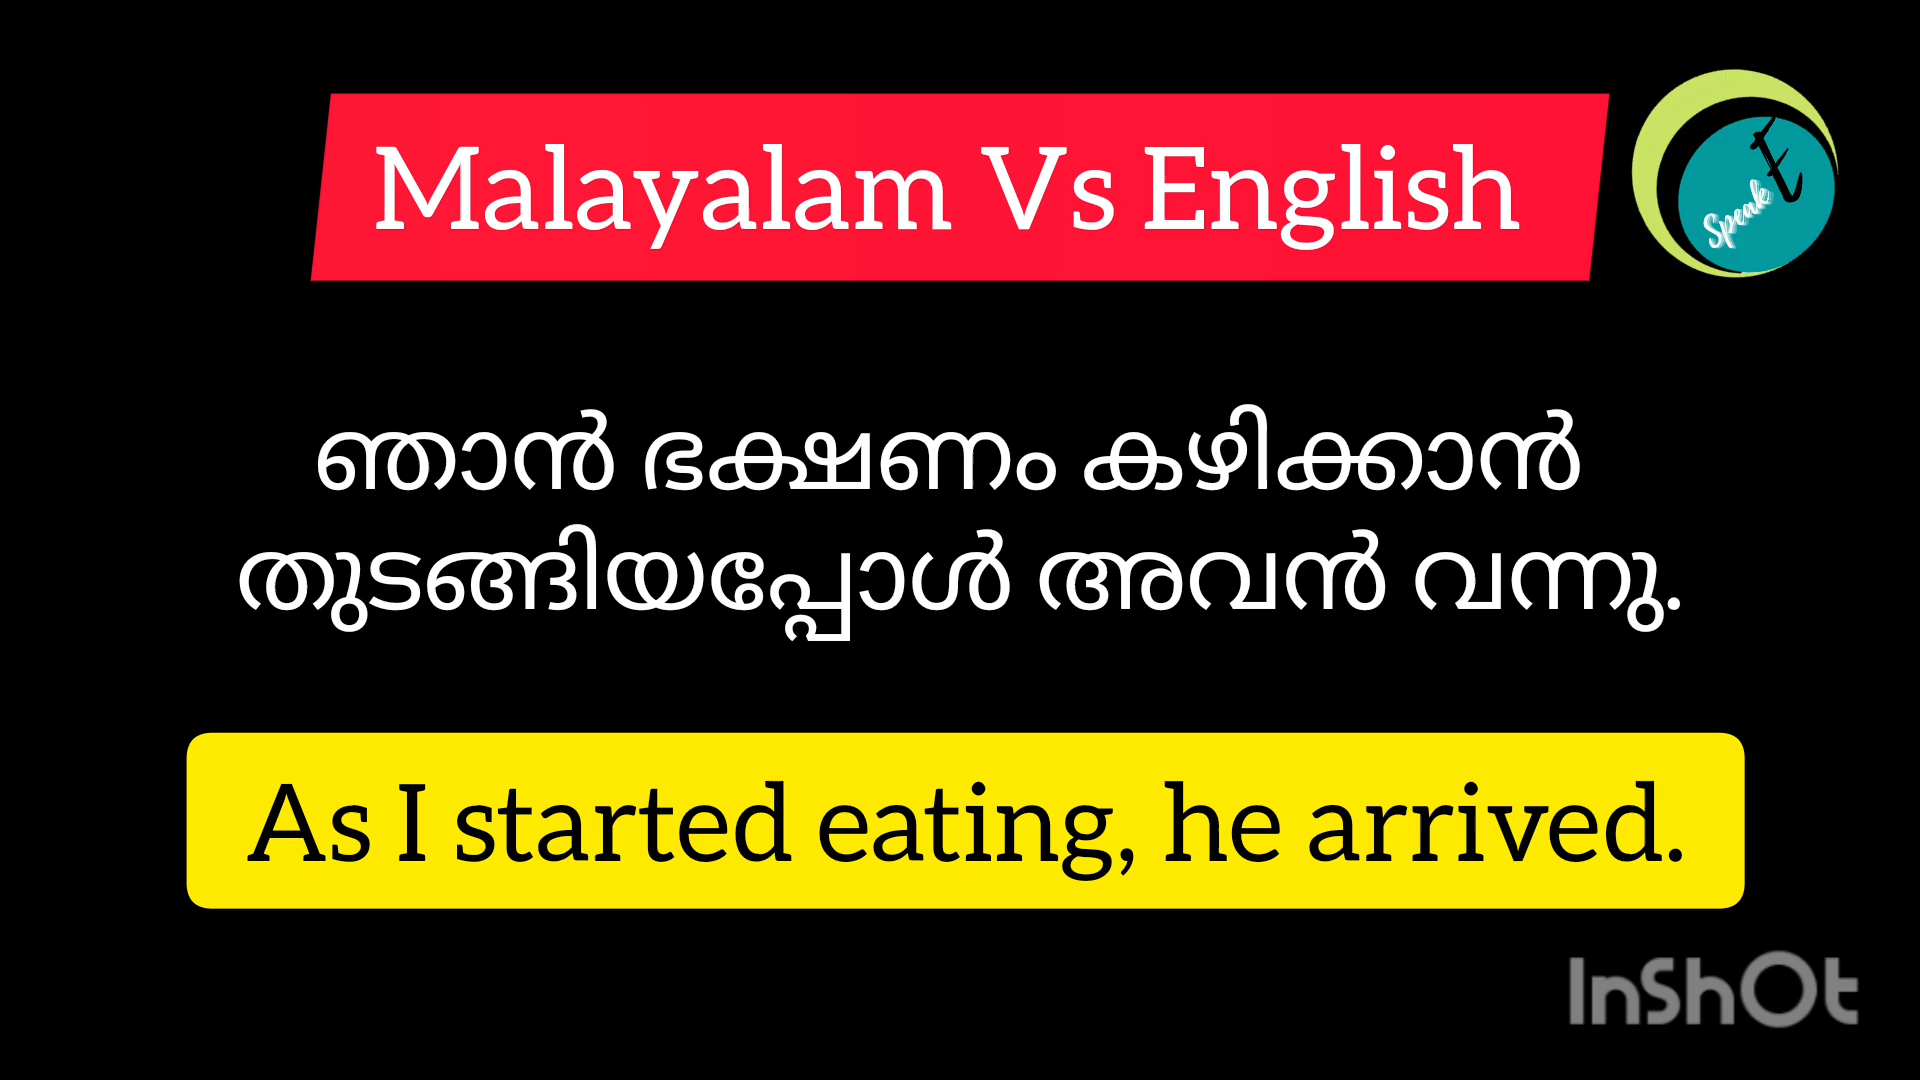 Malayalam Vs English
Speak
ഞാൻ ഭക്ഷണം കഴിക്കാൻ
തുടങ്ങിയപ്പോൾ അവൻ വന്നു.
As I started eating, he arrived.
InShOt